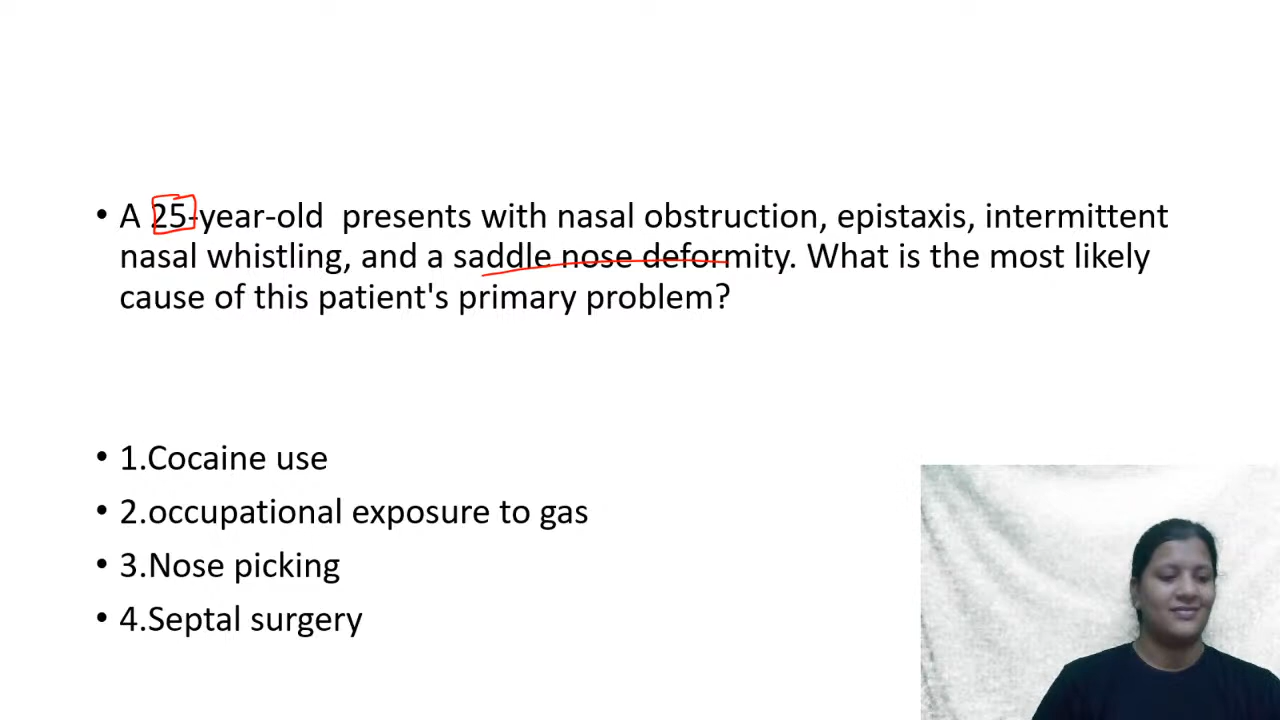 • A 25-year-old presents with nasal obstruction, epistaxis, intermittent
nasal whistling, and a saddle nose deformity. What is the most likely
cause of this patient's primary problem?
• 1.Cocaine use
• 2.occupational exposure to gas
• 3.Nose picking
• 4.Septal surgery